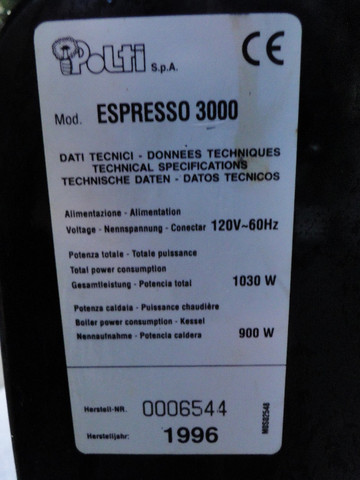 Polti S.p.A.
CE
Mod. ESPRESSO 3000
DATI TECNICI - DONNEES TECHNIQUES
TECHNICAL SPECIFICATIONS
TECHNISCHE DATEN - DATOS TECNICOS
Alimentazione - Alimentation
Voltage - Nennspannung - Conectar 120V~60Hz
Potenza totale - Totale puissance
Total power consumption
Gesamtleistung - Potencia total 1030 W
Potenza caldaia - Puissance chaudière
Boiler power consumption - Kessel
Nennaufnahme - Potencia caldera 900 W
Herstell-NR. 0006544
Herstelljahr: 1996
M0S02548